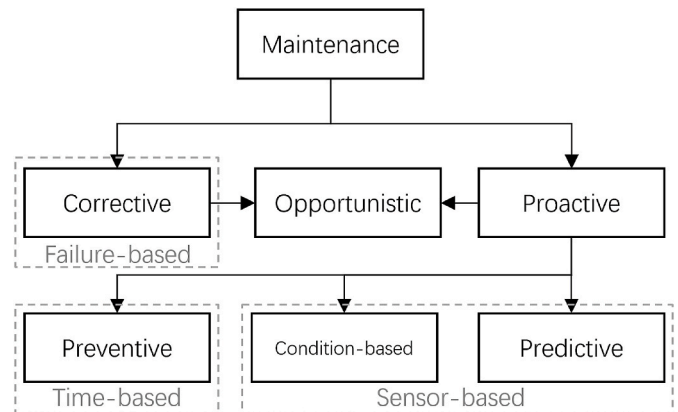 Maintenance
Corrective
Opportunistic
Proactive
Failure-based
Preventive
Condition-based
Predictive
Time-based
Sensor-based